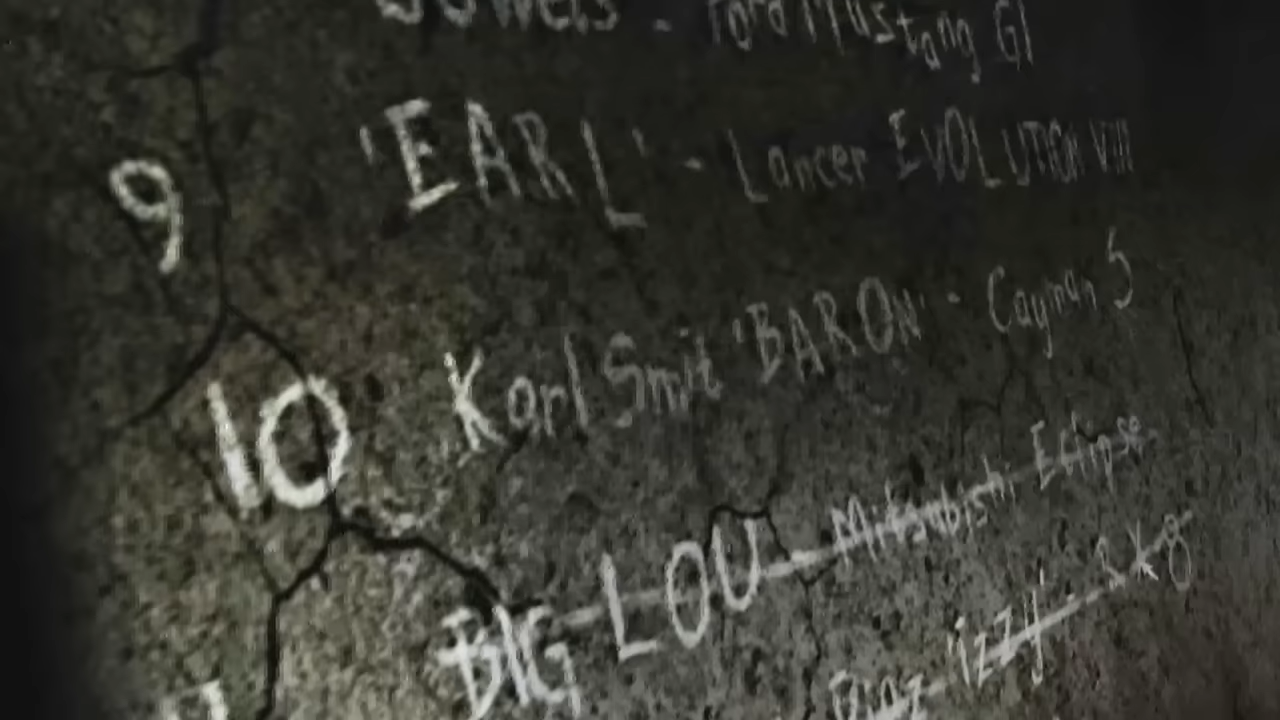 - Ford Mustang GT
9 'EARL' - Lancer EVOLUTION VIII
10 Karl Smit 'BARON' - Cayman S
BIG LOU - Mitsubishi Eclipse
'izzy' -